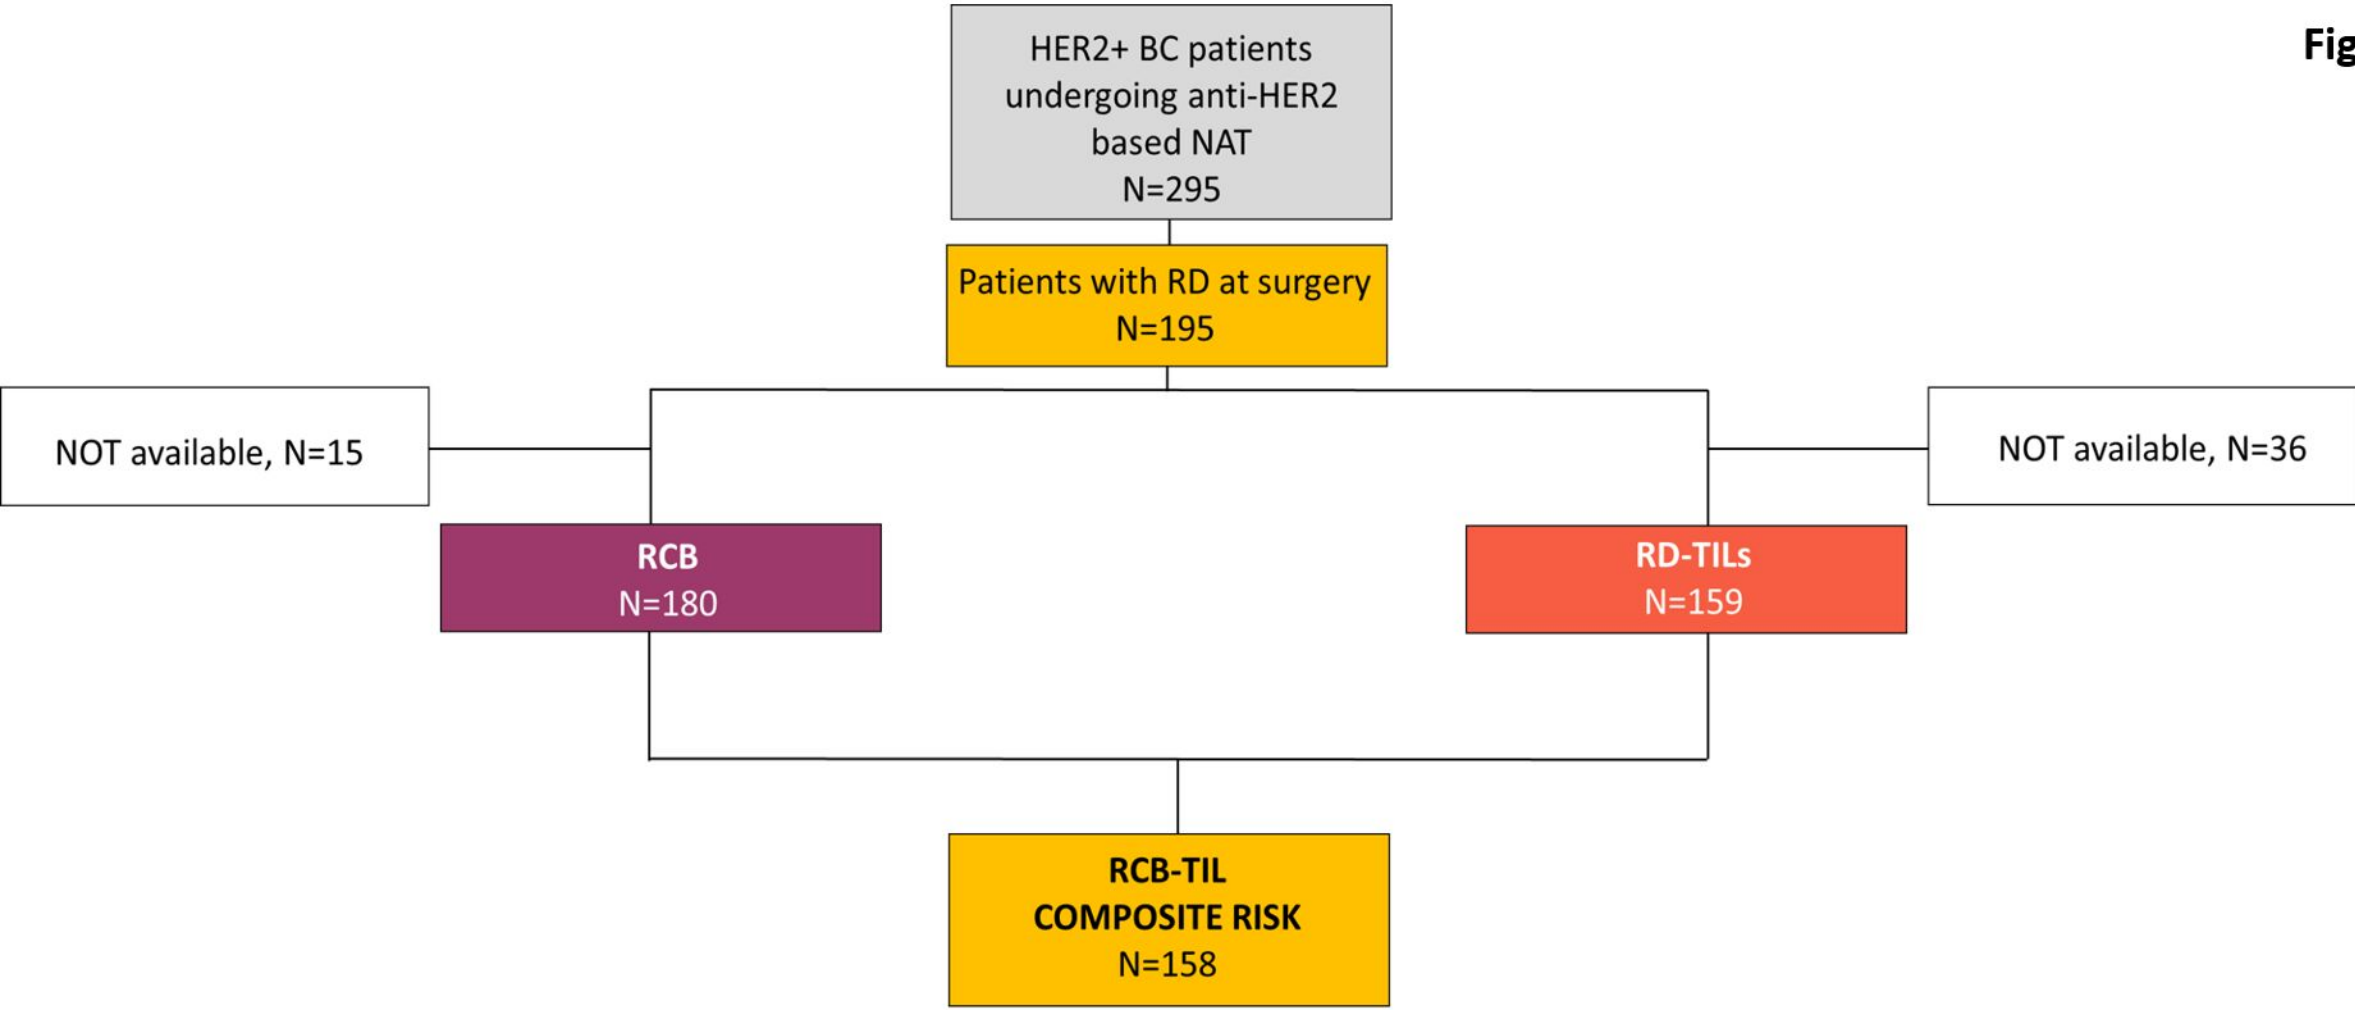 HER2+ BC patients
undergoing anti-HER2
based NAT
N=295
Fig
Patients with RD at surgery
N=195
NOT available, N=15
NOT available, N=36
RCB
N=180
RD-TILs
N=159
RCB-TIL
COMPOSITE RISK
N=158